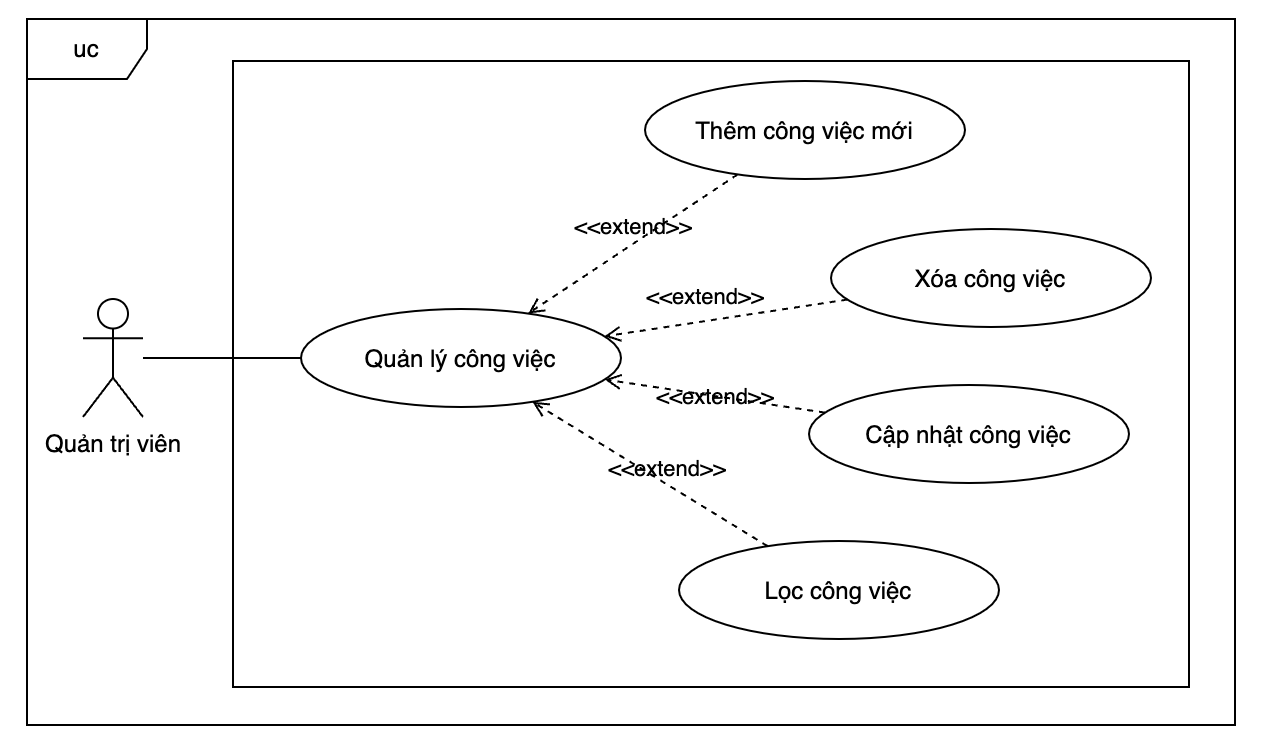 uc
Thêm công việc mới
<<extend>>
Xóa công việc
<<extend>>
Quản lý công việc
<<extend>>
Cập nhật công việc
Quản trị viên
<<extend>>
Lọc công việc